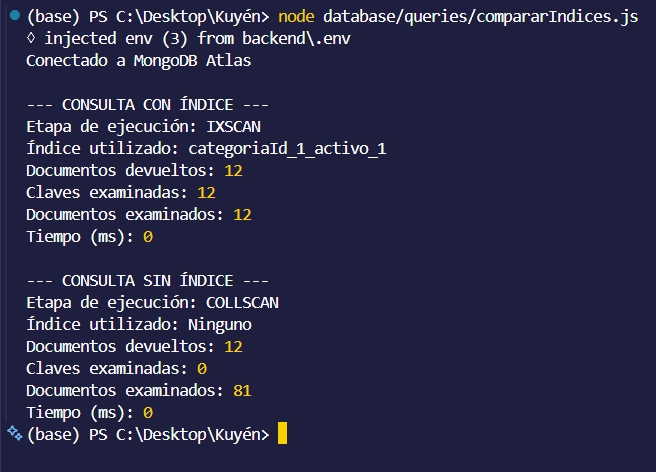 (base) PS C:\Desktop\Kuyén> node database/queries/compararIndices.js
◊ injected env (3) from backend\.env
Conectado a MongoDB Atlas
--- CONSULTA CON ÍNDICE ---
Etapa de ejecución: IXSCAN
Índice utilizado: categoriaId_1_activo_1
Documentos devueltos: 12
Claves examinadas: 12
Documentos examinados: 12
Tiempo (ms): 0
--- CONSULTA SIN ÍNDICE ---
Etapa de ejecución: COLLSCAN
Índice utilizado: Ninguno
Documentos devueltos: 12
Claves examinadas: 0
Documentos examinados: 81
Tiempo (ms): 0
(base) PS C:\Desktop\Kuyén>